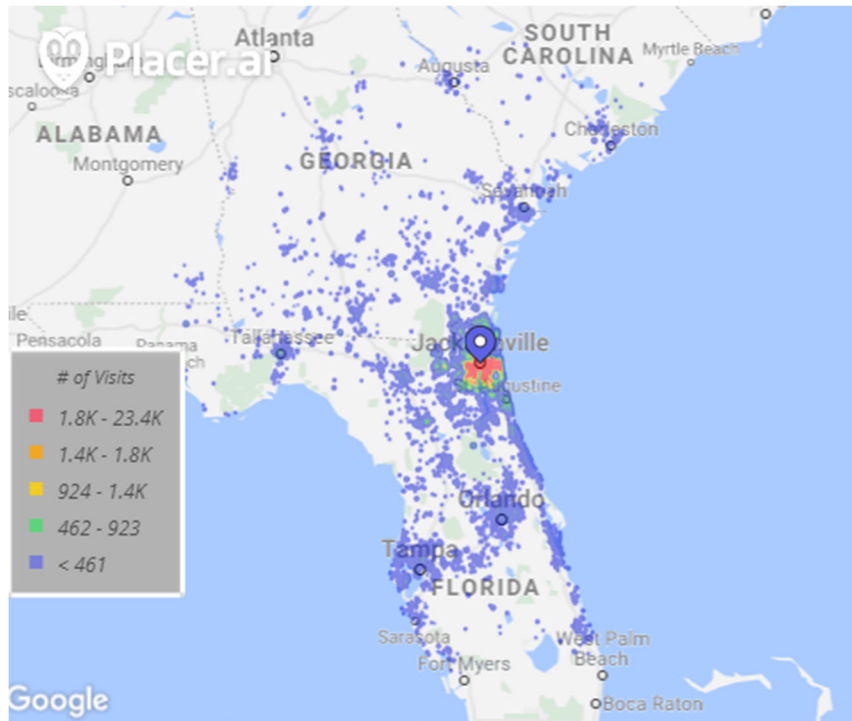 Placer.ai
Atlanta
SOUTH
CAROLINA
Myrtle Beach
Augusta
ALABAMA
Charleston
GEORGIA
Montgomery
Savannah
Jacksonville
Tallahassee
Pensacola
Panama
# of Visits
1.8K - 23.4K
1.4K - 1.8K
924 - 1.4K
462 - 923
< 461
Orlando
Tampa
FLORIDA
Sarasota
West Palm
Beach
Fort Myers
Boca Raton
Google